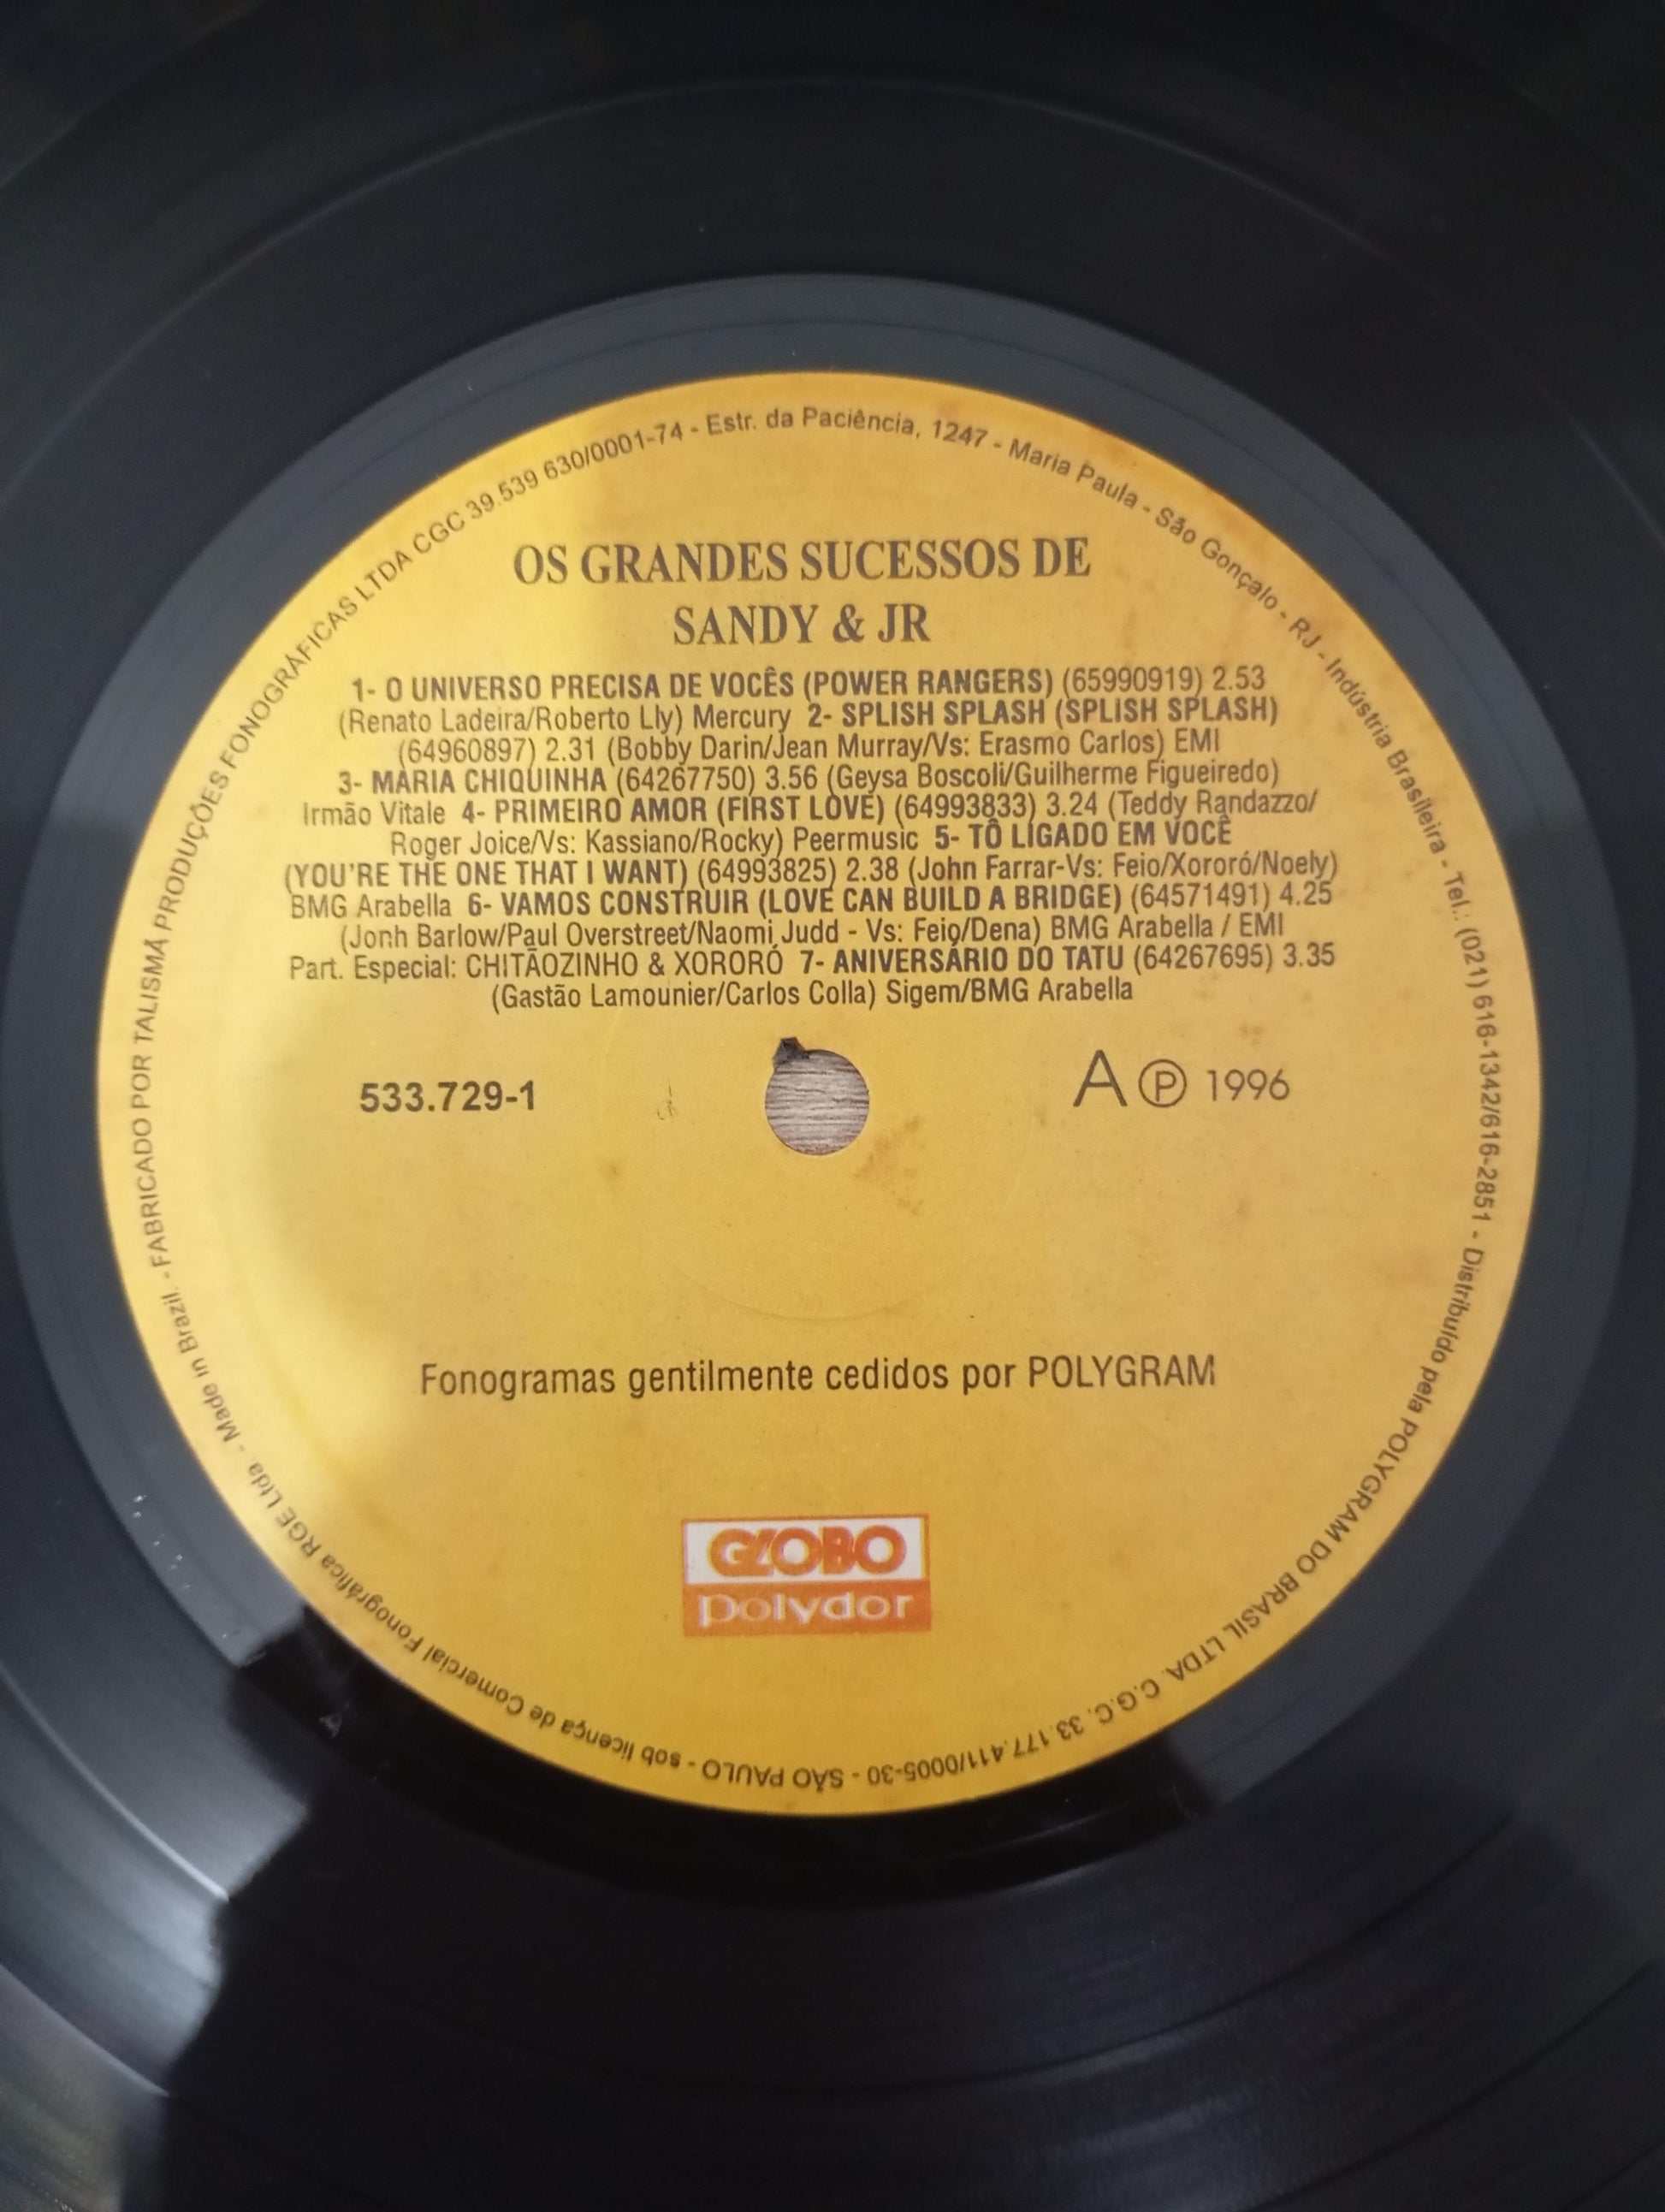 OS GRANDES SUCESSOS DE
SANDY & JR
1- O UNIVERSO PRECISA DE VOCÊS (POWER RANGERS) (65990919) 2.53
(Renato Ladeira/Roberto Lly) Mercury 2- SPLISH SPLASH (SPLISH SPLASH)
(64960897) 2.31 (Bobby Darin/Jean Murray/Vs: Erasmo Carlos) EMI
3- MARIA CHIQUINHA (64267750) 3.56 (Geysa Boscoli/Guilherme Figueiredo)
Irmão Vitale 4- PRIMEIRO AMOR (FIRST LOVE) (64993833) 3.24 (Teddy Randazzo/
Roger Joice/Vs: Kassiano/Rocky) Peermusic 5- TÔ LIGADO EM VOCÊ
(YOU'RE THE ONE THAT I WANT) (64993825) 2.38 (John Farrar-Vs: Feio/Xororó/Noely)
BMG Arabella 6- VAMOS CONSTRUIR (LOVE CAN BUILD A BRIDGE) (64571491) 4.25
(Jonh Barlow/Paul Overstreet/Naomi Judd - Vs: Feio/Dena) BMG Arabella / EMI
Part. Especial: CHITÃOZINHO & XORORÓ 7- ANIVERSÁRIO DO TATU (64267695) 3.35
(Gastão Lamounier/Carlos Colla) Sigem/BMG Arabella
533.729-1
A Ⓟ 1996
Fonogramas gentilmente cedidos por POLYGRAM
GLOBO
polydor
FABRICADO POR TALISMÃ PRODUÇÕES FONOGRÁFICAS LTDA CGC 39.539 630/0001-74 - Estr. da Paciência, 1247 - Maria Paula - São Gonçalo - RJ - Indústria Brasileira - Tel.: (021) 616-1342/616-2851 - Distribuído pela POLYGRAM DO BRASIL LTDA. C.G.C. 33.177.411/0005-30 - SÃO PAULO - sob licença de Comercial Fonográfica RGE Ltda - Made in Brazil. -